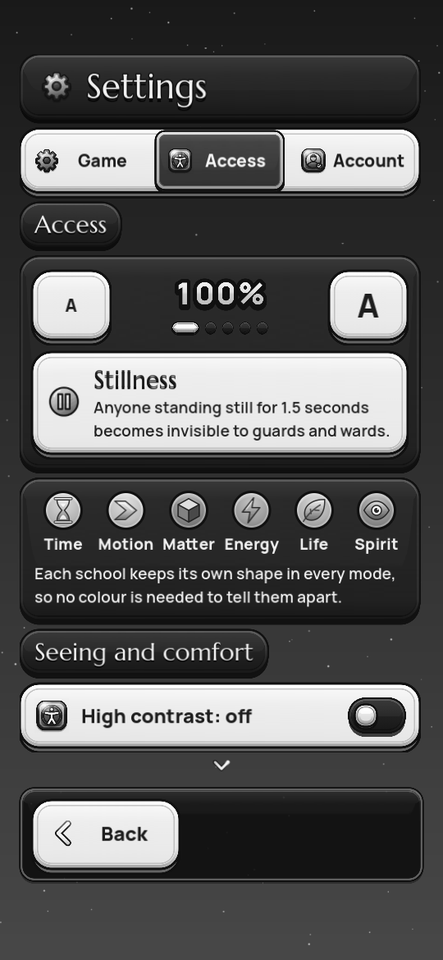 Settings
Game
Access
Account
Access
A
100%
A
Stillness
Anyone standing still for 1.5 seconds
becomes invisible to guards and wards.
Time
Motion
Matter
Energy
Life
Spirit
Each school keeps its own shape in every mode,
so no colour is needed to tell them apart.
Seeing and comfort
High contrast: off
Back